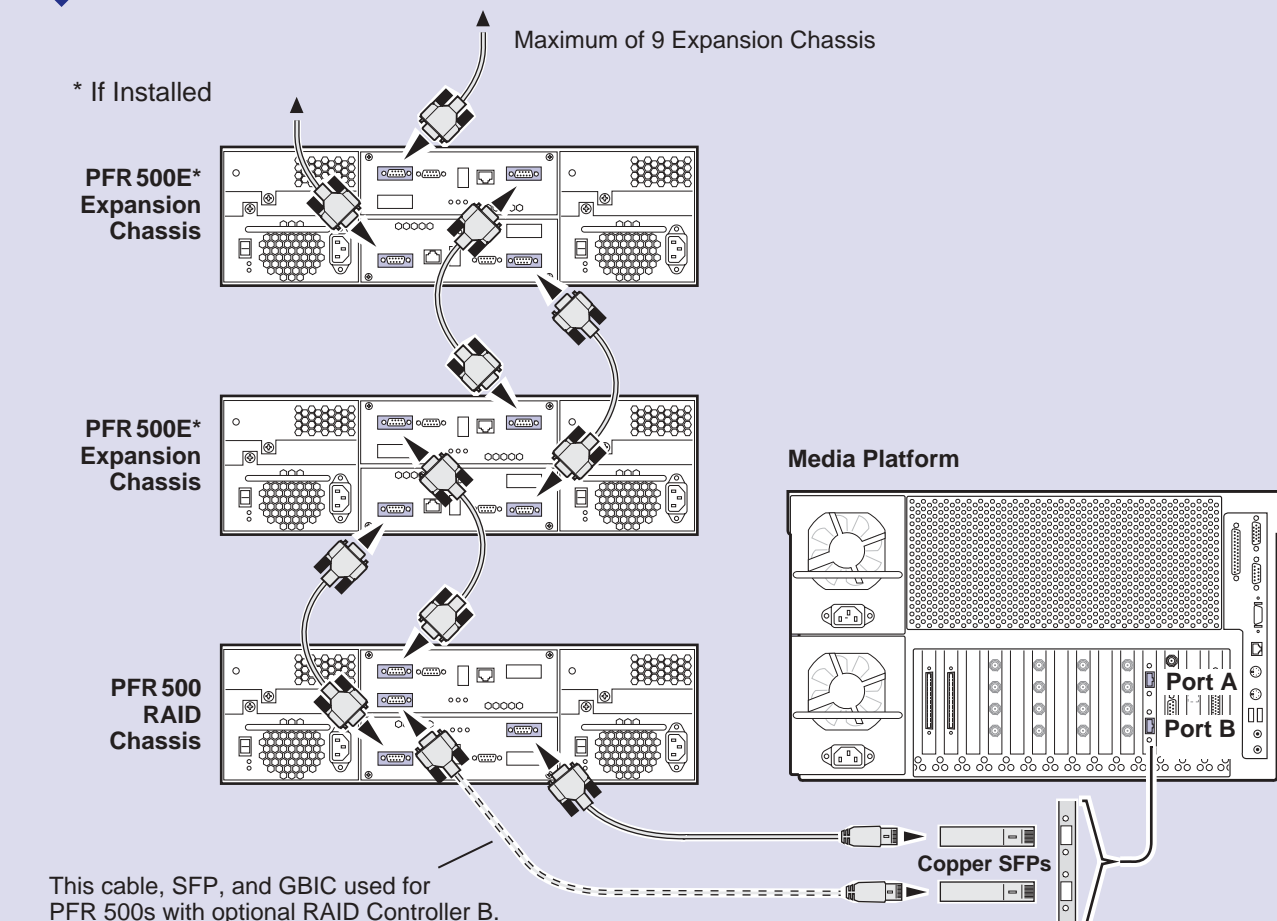 Maximum of 9 Expansion Chassis
* If Installed
PFR 500E*
Expansion
Chassis
PFR 500E*
Expansion
Chassis
Media Platform
PFR 500
RAID
Chassis
Port A
Port B
Copper SFPs
This cable, SFP, and GBIC used for
PFR 500s with optional RAID Controller B.